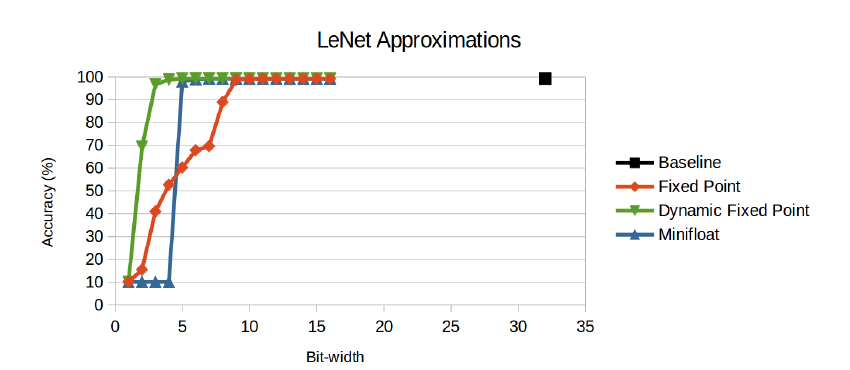 LeNet Approximations
Accuracy (%)
100
90
80
70
60
50
40
30
20
10
0
0 5 10 15 20 25 30 35
Bit-width
Baseline
Fixed Point
Dynamic Fixed Point
Minifloat